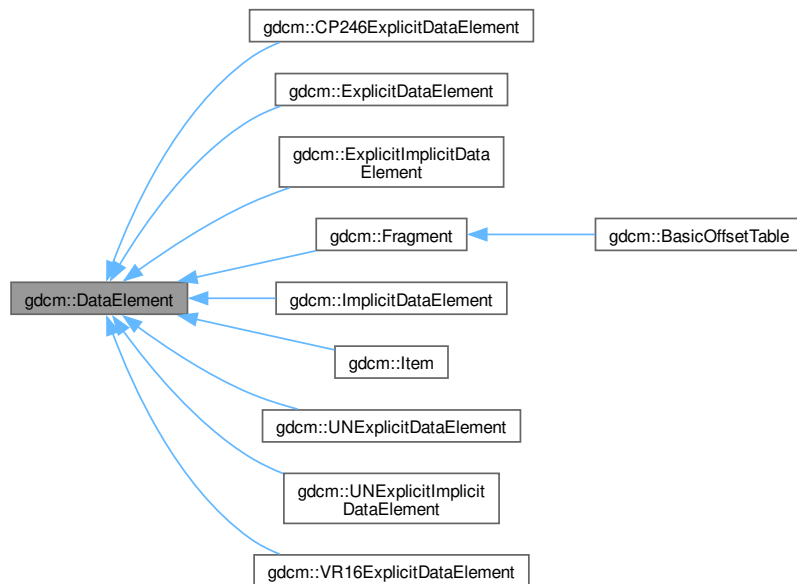 gdcm::CP246ExplicitDataElement
gdcm::ExplicitDataElement
gdcm::ExplicitImplicitData
Element
gdcm::Fragment
gdcm::BasicOffsetTable
gdcm::DataElement
gdcm::ImplicitDataElement
gdcm::Item
gdcm::UNExplicitDataElement
gdcm::UNExplicitImplicit
DataElement
gdcm::VR16ExplicitDataElement